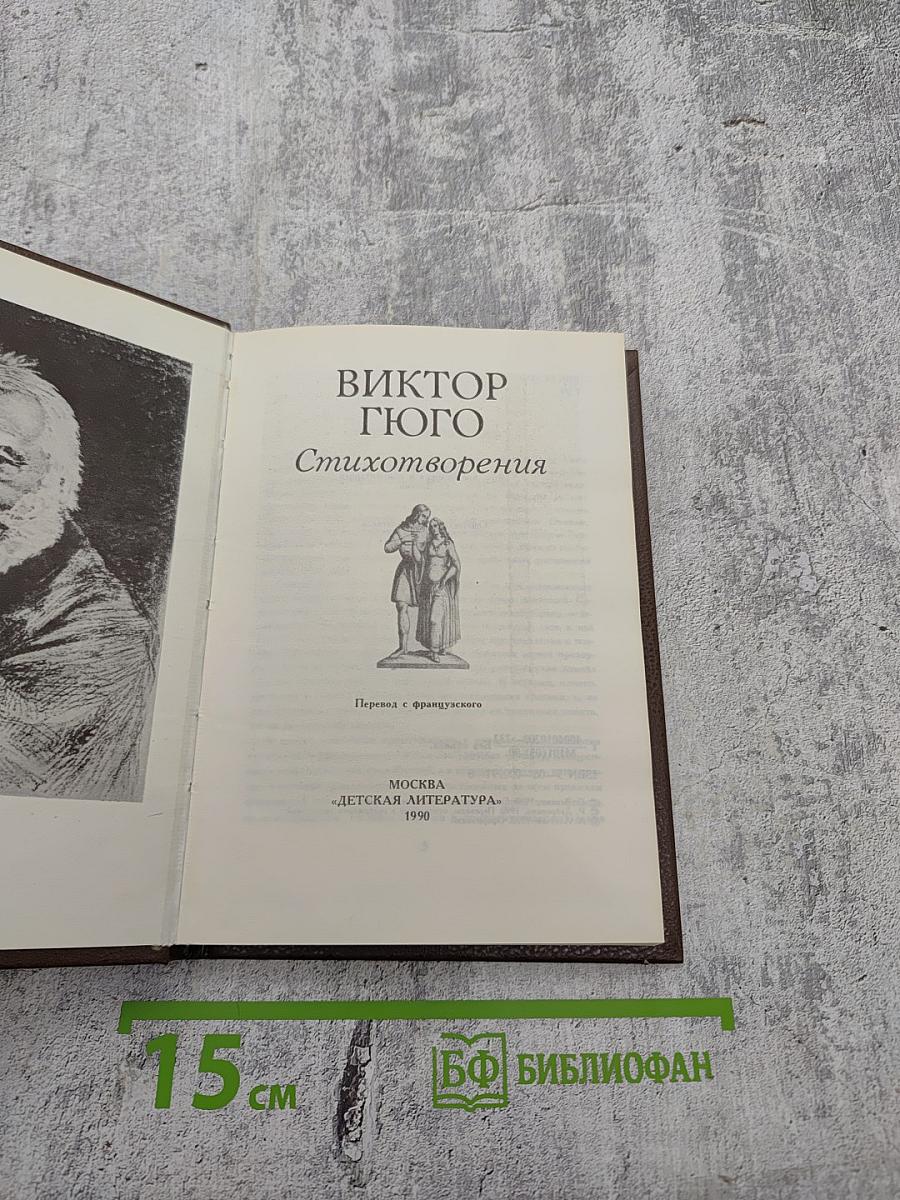 ВИКТОР
ГЮГО
Стихотворения
Перевод с французского
МОСКВА
«ДЕТСКАЯ ЛИТЕРАТУРА»
1990
15 см
БФ БИБЛИОФАН